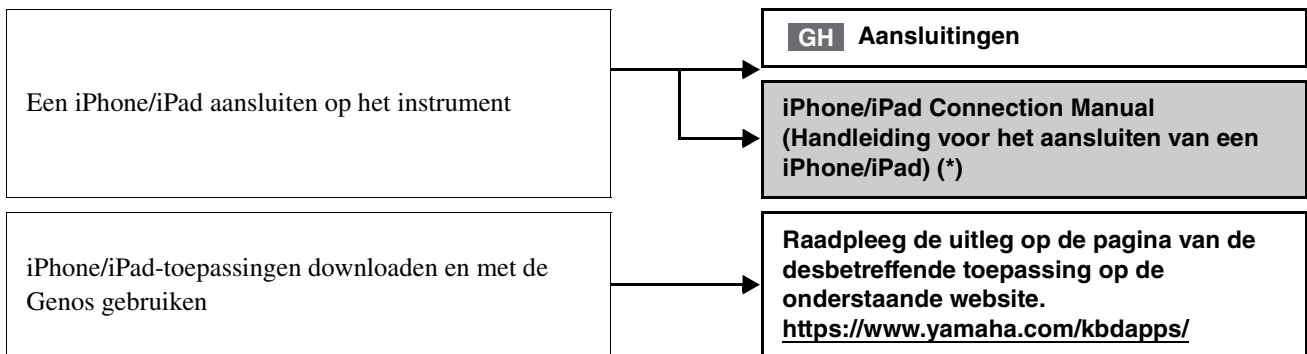 Een iPhone/iPad aansluiten op het instrument
GH Aansluitingen
iPhone/iPad Connection Manual
(Handleiding voor het aansluiten van een
iPhone/iPad) (*)
iPhone/iPad-toepassingen downloaden en met de
Genos gebruiken
Raadpleeg de uitleg op de pagina van de
desbetreffende toepassing op de
onderstaande website.
https://www.yamaha.com/kbdapps/